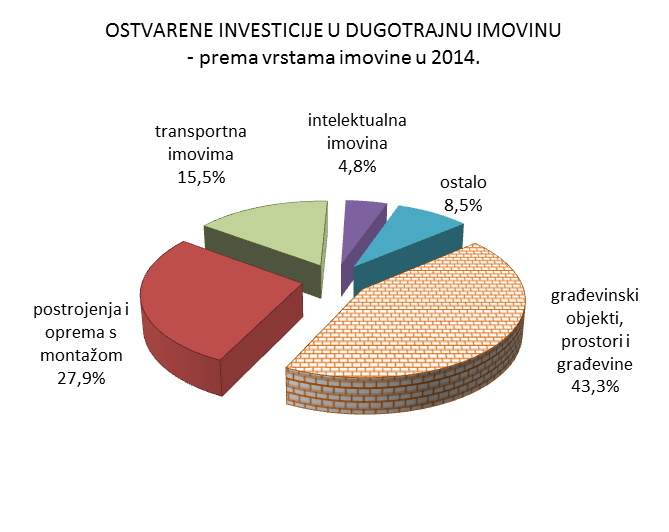 OSTVARENE INVESTICIJE U DUGOTRAJNU IMOVINU
- prema vrstama imovine u 2014.
transportna
imovima
15,5%
intelektualna
imovina
4,8%
ostalo
8,5%
građevinski
objekti,
prostori i
građevine
43,3%
postrojenja i
oprema s
montažom
27,9%